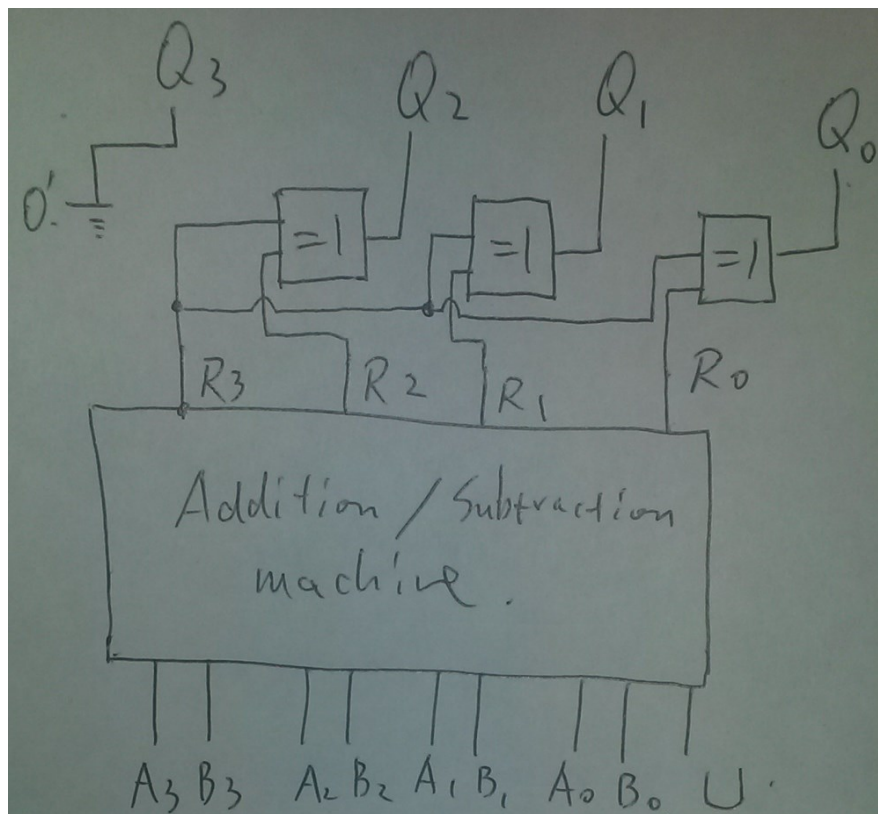 Q3 Q2 Q1 Q0
0'.
=1 =1 =1
R3 R2 R1 R0
Addition / Subtraction
machine.
A3 B3 A2 B2 A1 B1 A0 B0 U.